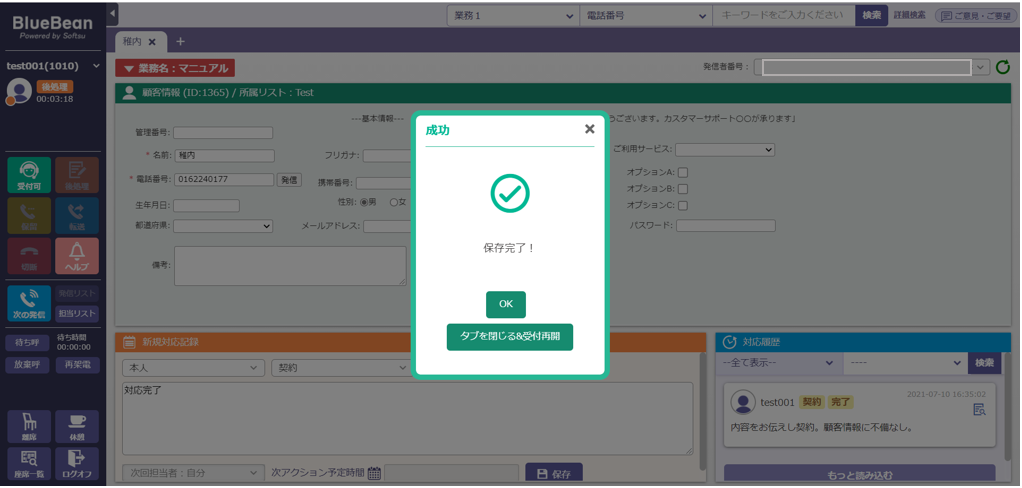 BlueBean
Powered by Softsu
業務１
電話番号
キーワードをご入力ください
検索
詳細検索
ご意見・ご要望
稚内 ×
+
test001(1010)
後処理
00:03:18
受付可
後処理
転送
切断
ヘルプ
次の発信
発信リスト
担当リスト
待ち呼
待ち時間
00:00:00
放棄呼
再架電
離席
休憩
座席一覧
ログオフ
業務名：マニュアル
発信者番号：
顧客情報 (ID:1365) / 所属リスト：Test
---基本情報---
うございます。カスタマーサポート〇〇が承ります」
管理番号:
* 名前: 稚内
フリガナ:
ご利用サービス:
* 電話番号: 0162240177 発信
携帯番号:
オプションA:
オプションB:
オプションC:
生年月日:
性別: 男 女
都道府県:
メールアドレス:
パスワード:
備考:
成功
保存完了！
OK
タブを閉じる&受付再開
新規対応記録
本人
契約
対応完了
次回担当者：自分
次アクション予定時間
保存
対応履歴
--全て表示--
----
検索
2021-07-10 16:35:02
test001 契約 完了
内容をお伝えし契約。顧客情報に不備なし。
もっと読み込む